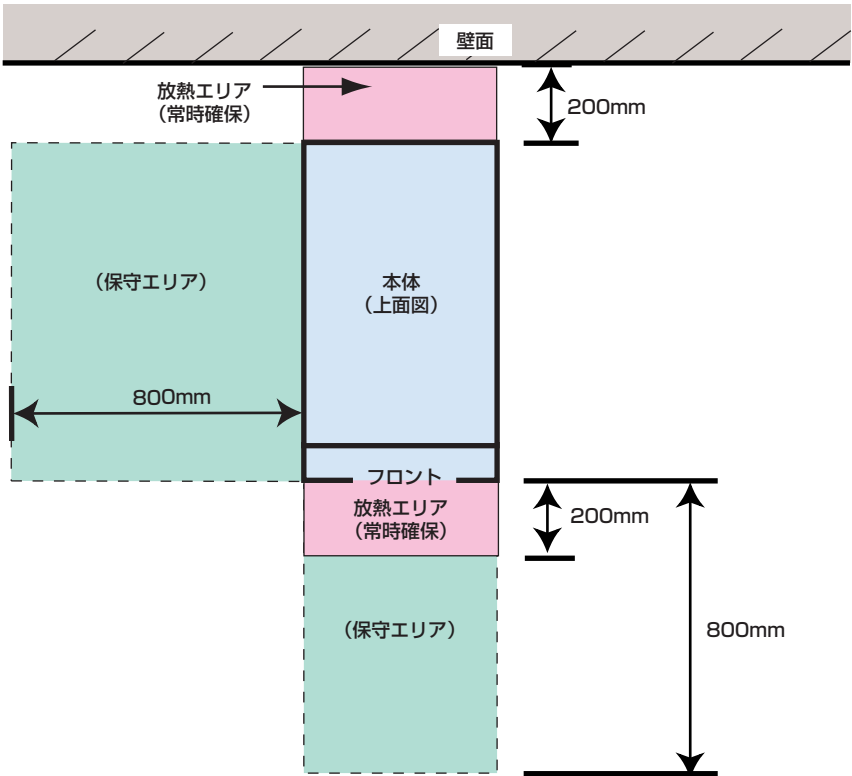 壁面
放熱エリア
（常時確保）
200mm
（保守エリア）
本体
（上面図）
800mm
フロント
放熱エリア
（常時確保）
200mm
（保守エリア）
800mm